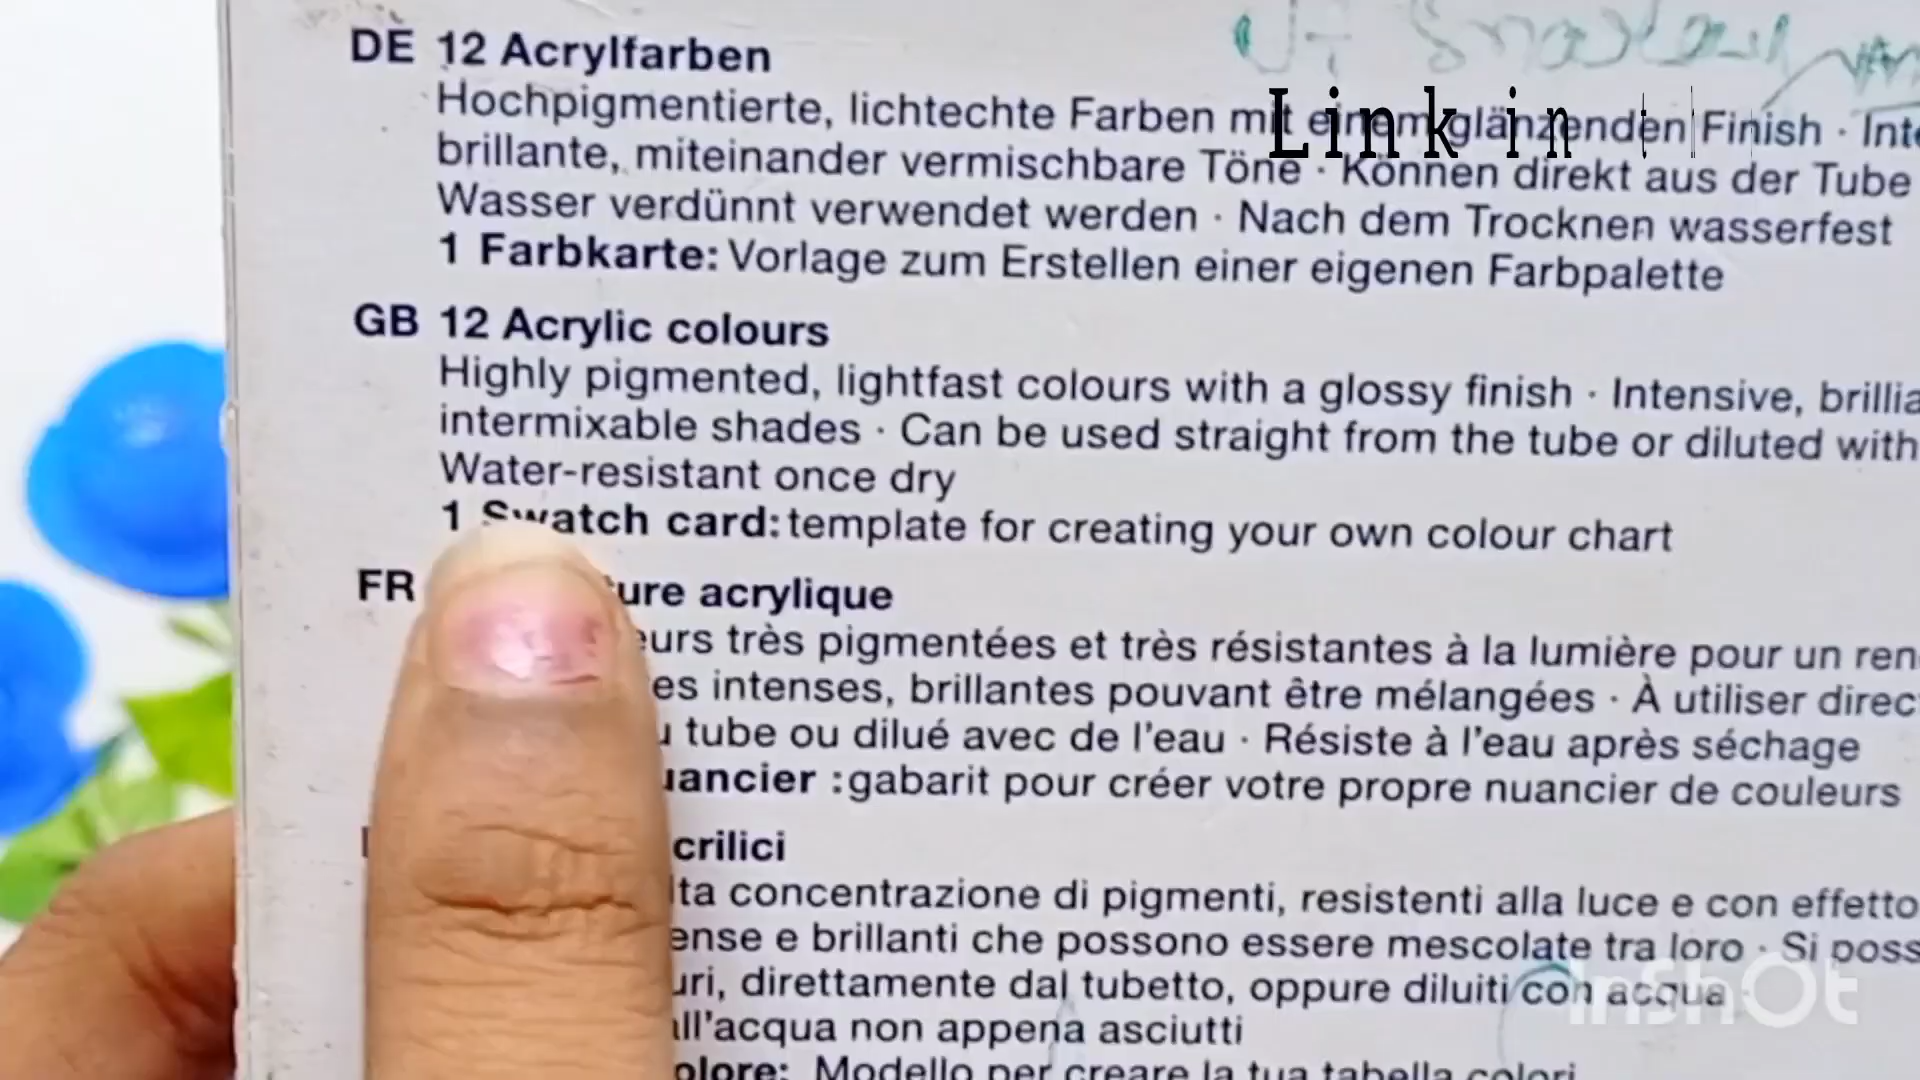 DE 12 Acrylfarben
Hochpigmentierte, lichtechte Farben mit einem glänzenden Finish · Inte
brillante, miteinander vermischbare Töne · Können direkt aus der Tube
Wasser verdünnt verwendet werden · Nach dem Trocknen wasserfest
1 Farbkarte: Vorlage zum Erstellen einer eigenen Farbpalette
Link in t
GB 12 Acrylic colours
Highly pigmented, lightfast colours with a glossy finish · Intensive, brillia
intermixable shades · Can be used straight from the tube or diluted with
Water-resistant once dry
1 Swatch card: template for creating your own colour chart
FR ure acrylique
eurs très pigmentées et très résistantes à la lumière pour un ren
es intenses, brillantes pouvant être mélangées · À utiliser direc
u tube ou dilué avec de l'eau · Résiste à l'eau après séchage
uancier : gabarit pour créer votre propre nuancier de couleurs
crilici
lta concentrazione di pigmenti, resistenti alla luce e con effetto
ense e brillanti che possono essere mescolate tra loro · Si poss
uri, direttamente dal tubetto, oppure diluiti con acqua
all'acqua non appena asciutti
olore: Modello per creare la tua tabella colori
InShOt